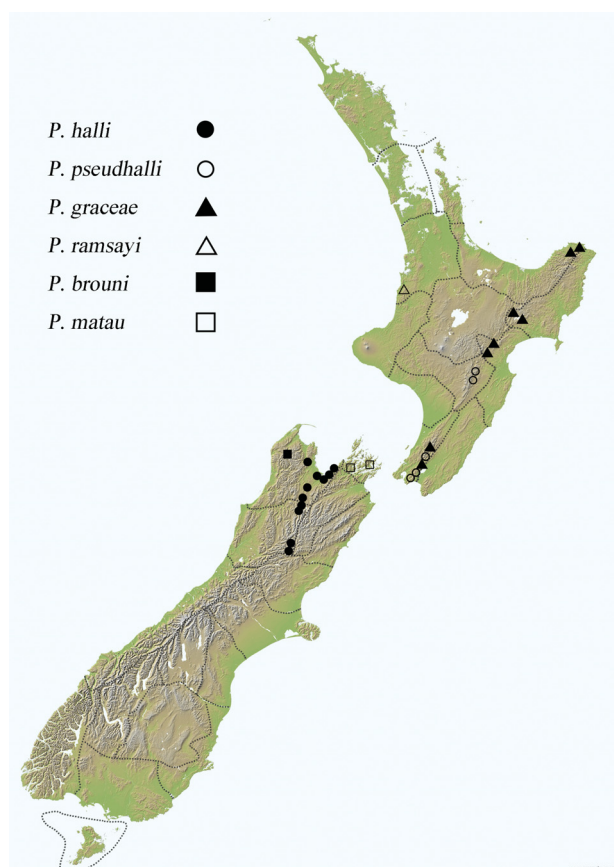 P. halli
P. pseudhalli
P. graceae
P. ramsayi
P. brouni
P. matau